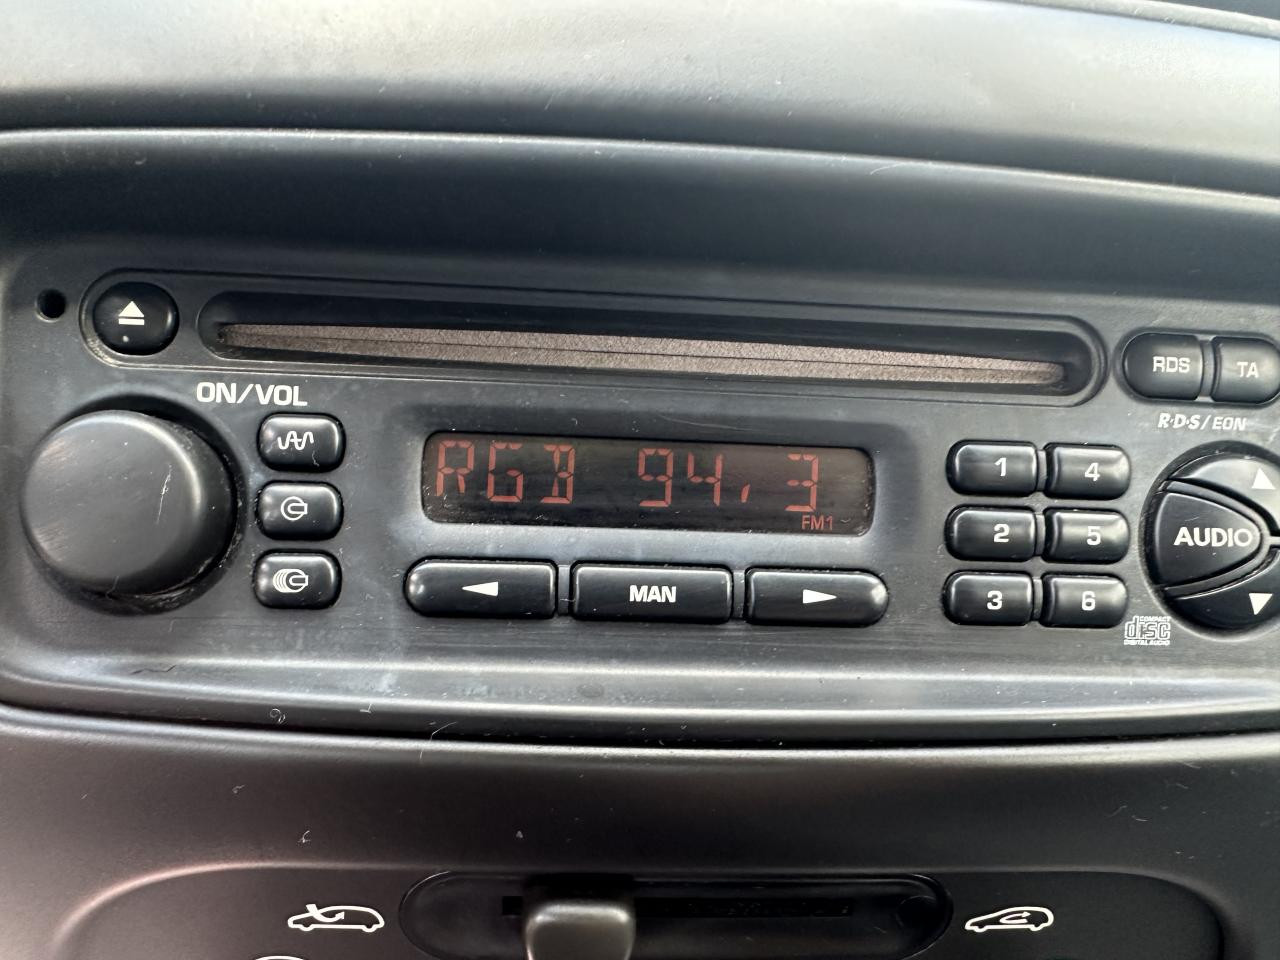 RDS TA
ON/VOL
R·D·S/EON
RGB 94,3
FM1
1 4
2 5
3 6
AUDIO
MAN
COMPACT
disc
DIGITAL AUDIO